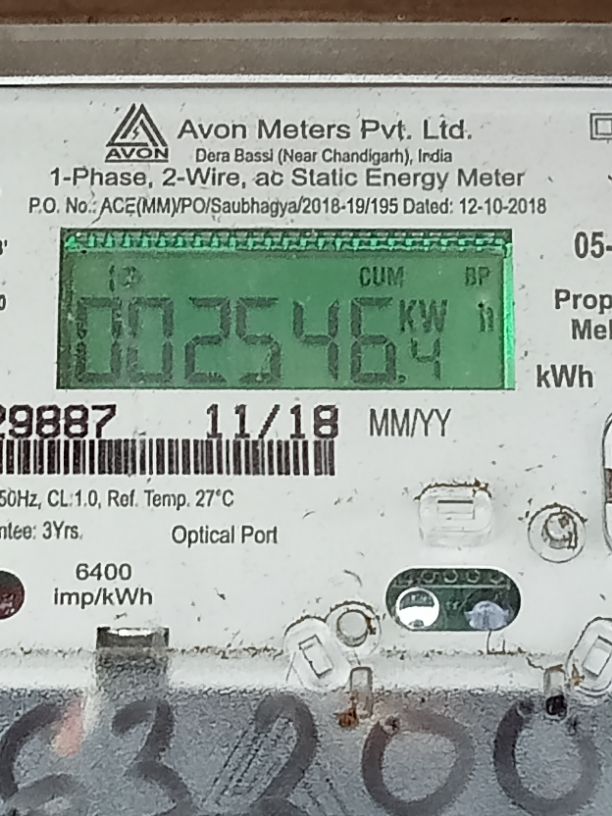 AVON
Avon Meters Pvt. Ltd.
Dera Bassi (Near Chandigarh), India
1-Phase, 2-Wire, ac Static Energy Meter
P.O. No.: ACE(MM)/PO/Saubhagya/2018-19/195 Dated: 12-10-2018
05-
CUM BP
002546.4 KW h
Prop
Met
kWh
29887 11/18 MM/YY
50Hz, CL:1.0, Ref. Temp. 27°C
ntee: 3Yrs. Optical Port
6400
imp/kWh
63200